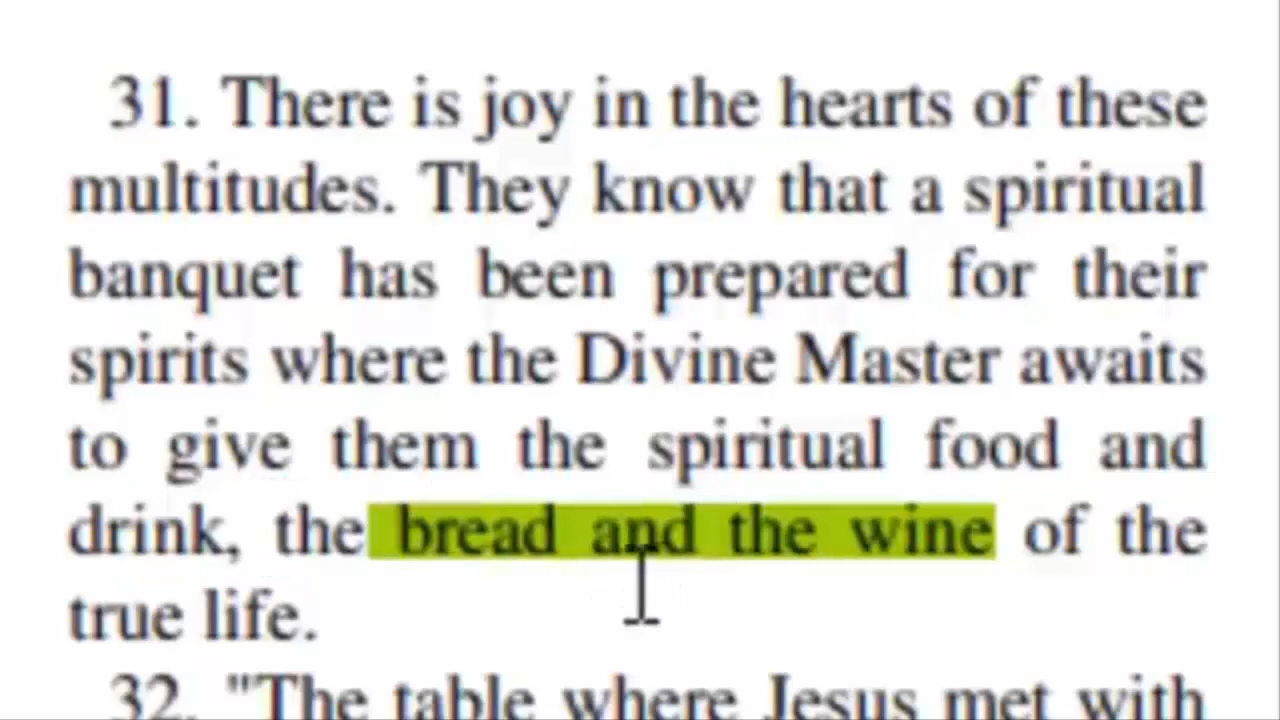 31. There is joy in the hearts of these
multitudes. They know that a spiritual
banquet has been prepared for their
spirits where the Divine Master awaits
to give them the spiritual food and
drink, the bread and the wine of the
true life.
32. "The table where Jesus met with